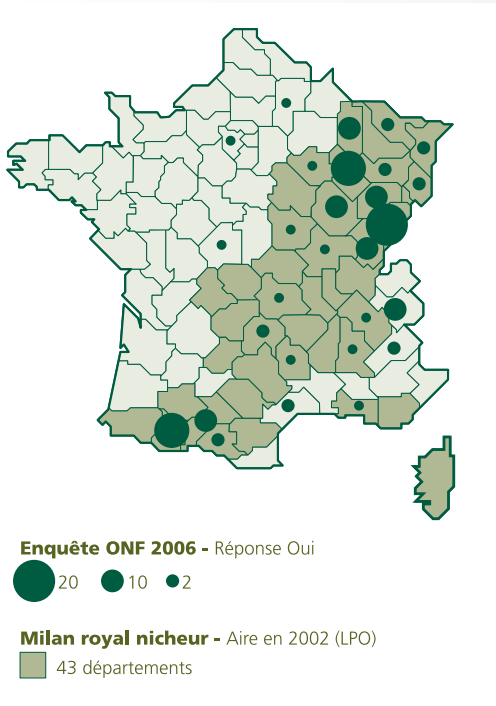 Enquête ONF 2006 - Réponse Oui
20 10 2
Milan royal nicheur - Aire en 2002 (LPO)
43 départements